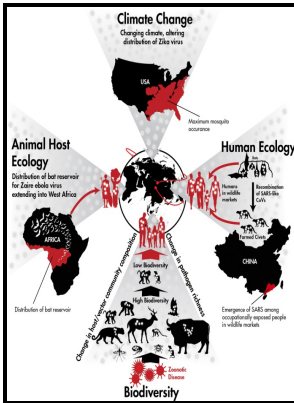 Climate Change
Changing climate, altering
distribution of Zika virus
USA
Maximum mosquito
occurance
Animal Host
Ecology
Distribution of bat reservoir
for Zaire ebola virus
extending into West Africa
AFRICA
Distribution of bat reservoir
Human Ecology
Bats
Humans
in wildlife
markets
Recombination
of SARS-like
CoVs
Farmed Civets
CHINA
Emergence of SARS among
occupationally exposed people
in wildlife markets
Change in host/vector community composition
Change in pathogen richness
Low Biodiversity
High Biodiversity
Zoonotic
Disease
Biodiversity